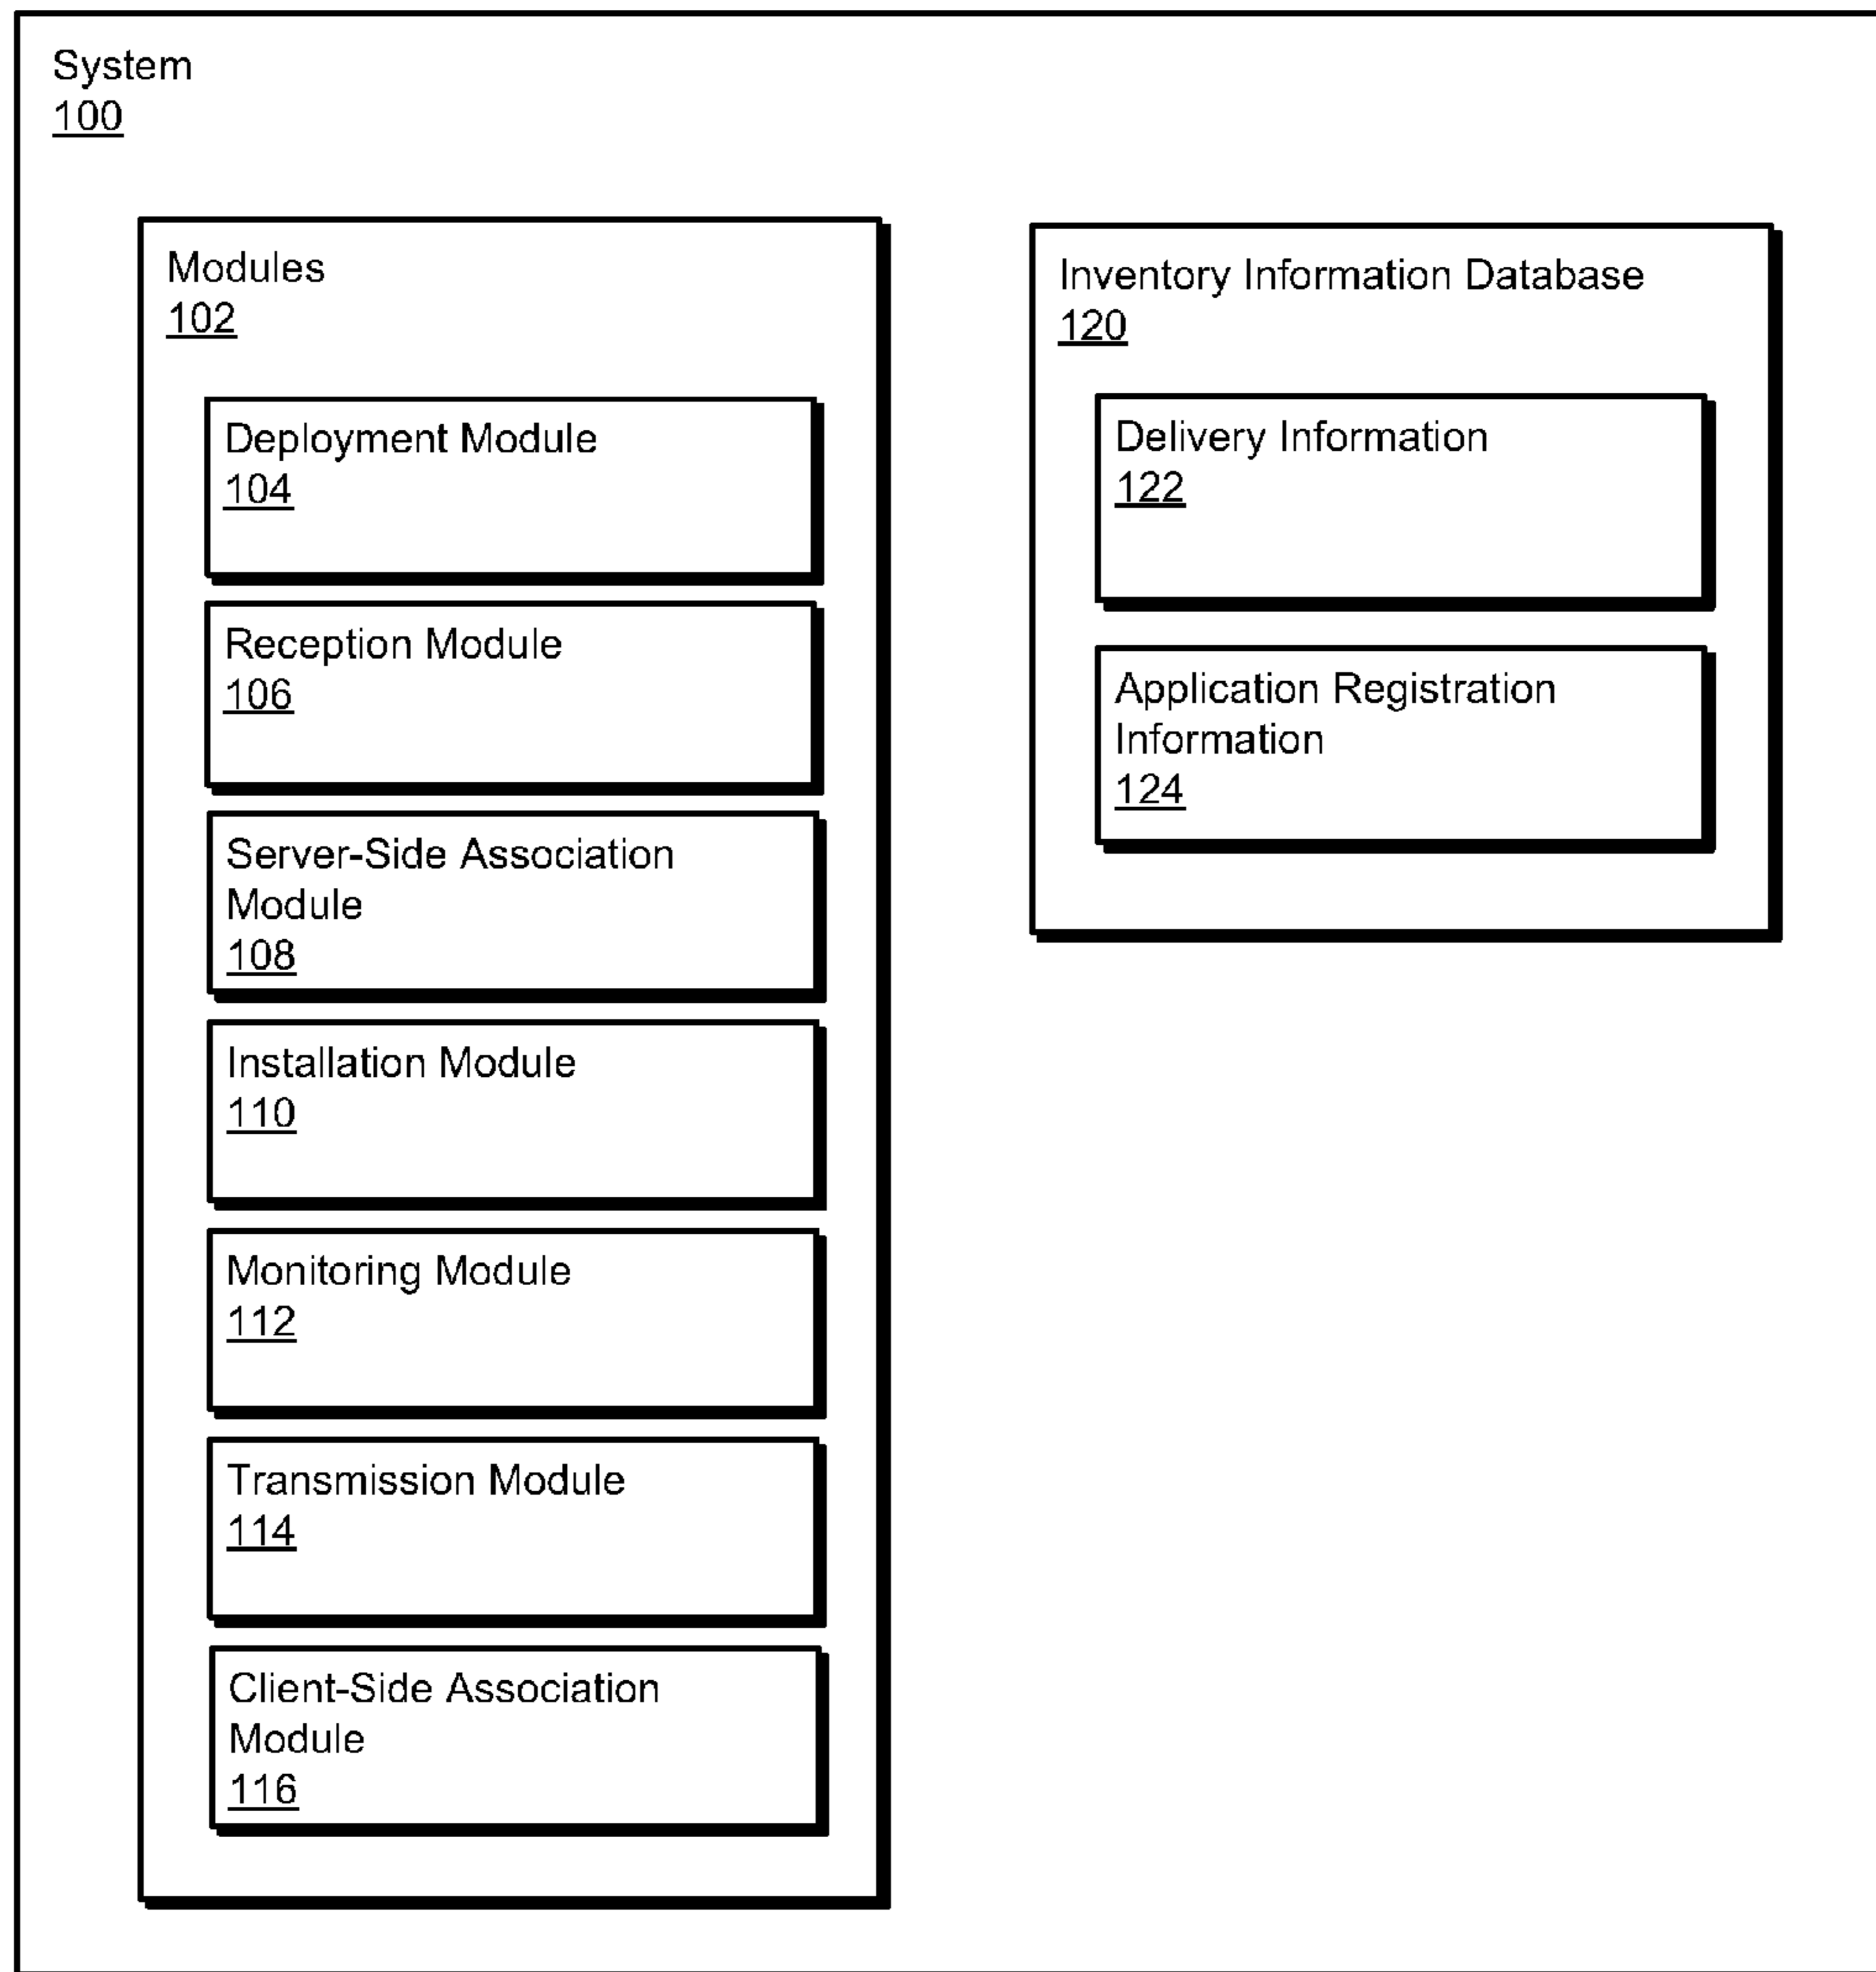 System
100
Modules
102
Deployment Module
104
Reception Module
106
Server-Side Association
Module
108
Installation Module
110
Monitoring Module
112
Transmission Module
114
Client-Side Association
Module
116
Inventory Information Database
120
Delivery Information
122
Application Registration
Information
124